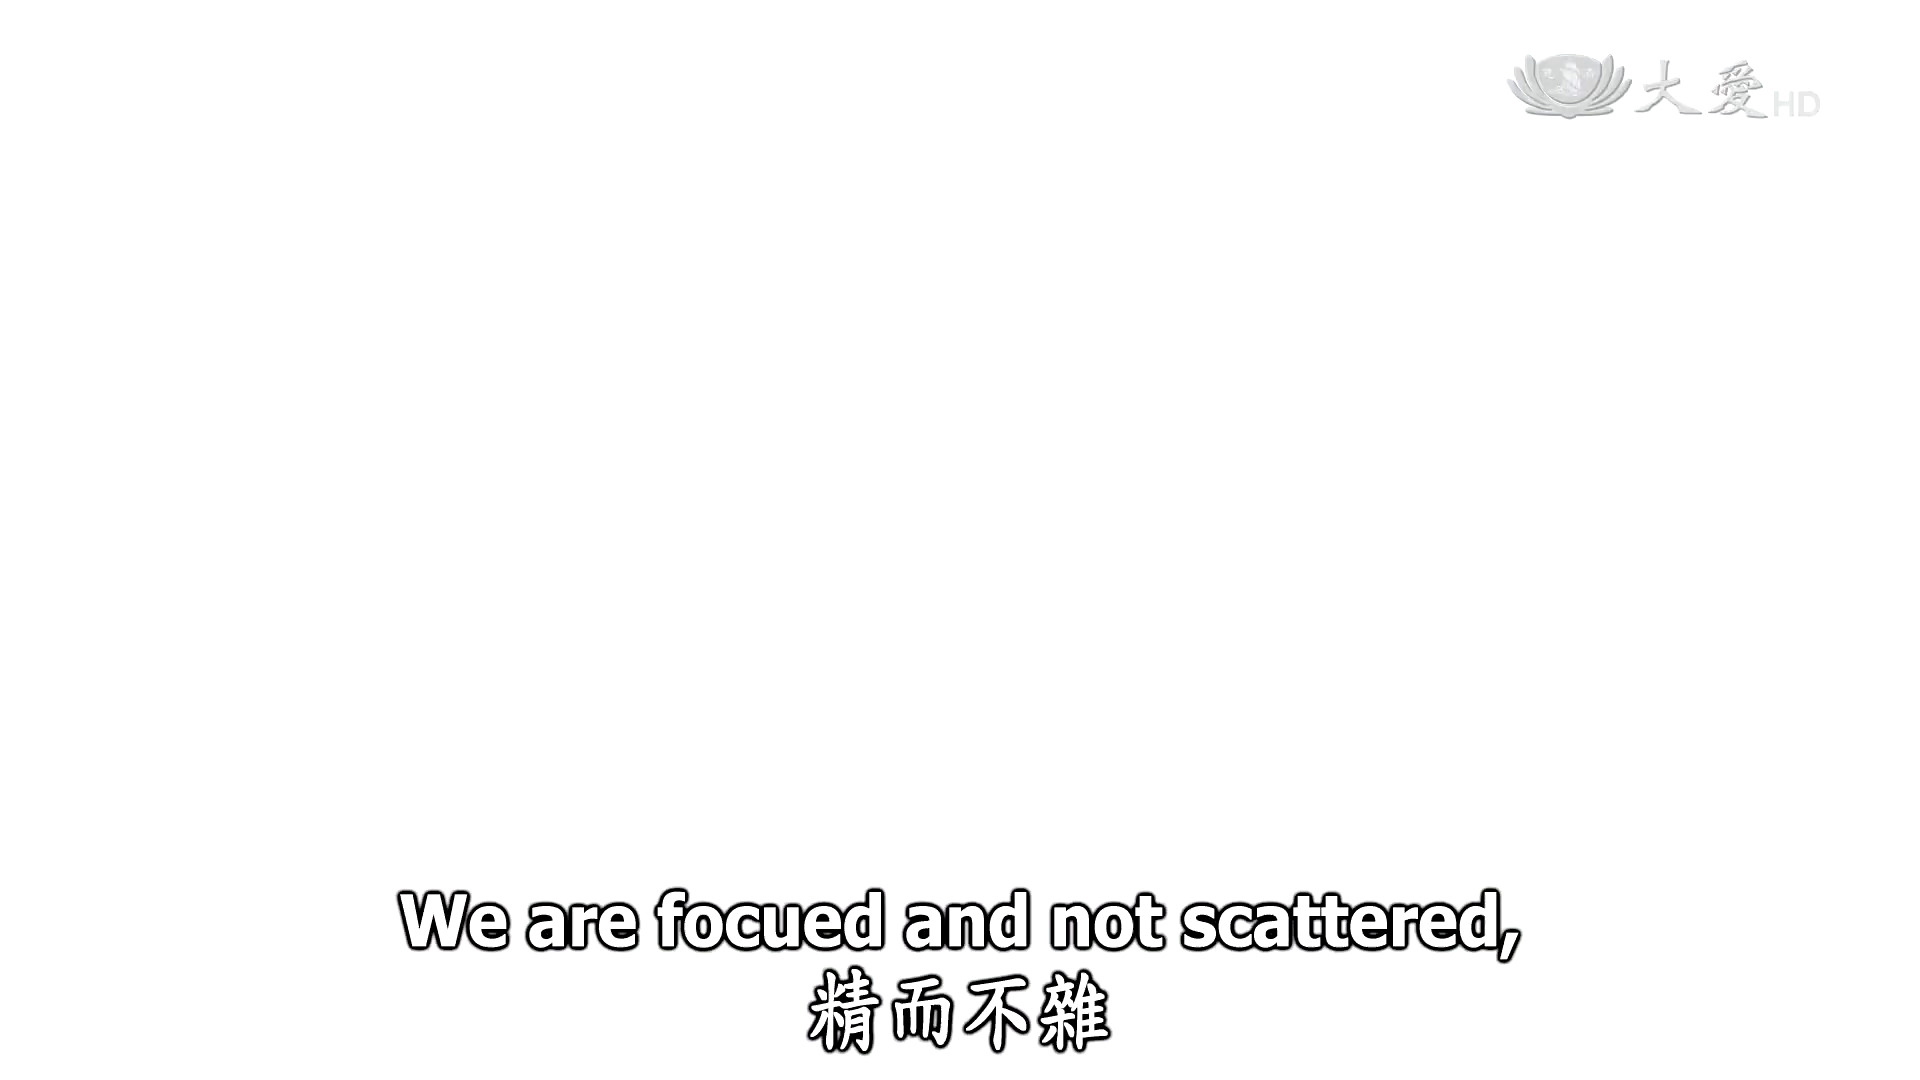 大愛HD
We are focued and not scattered,
精而不雜